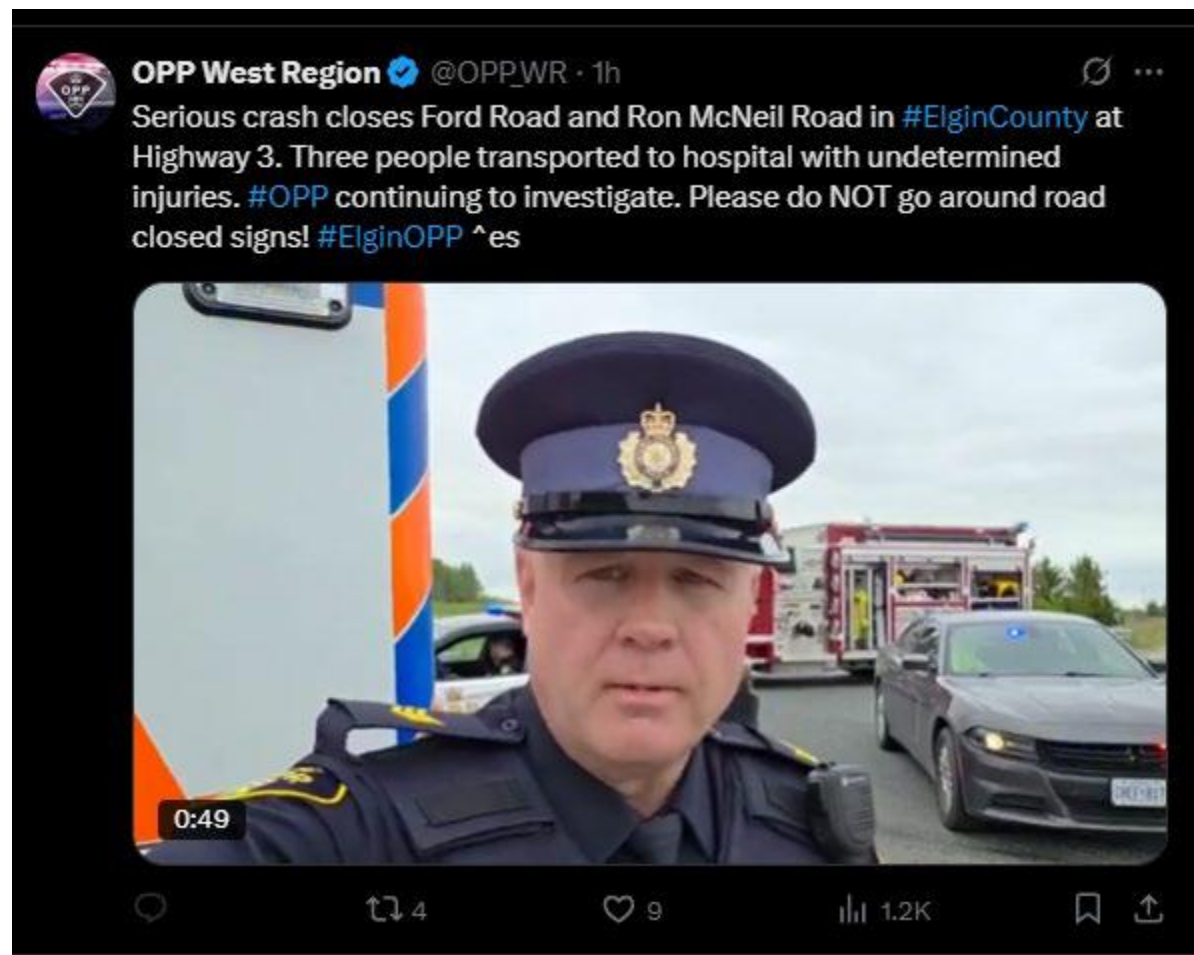 OPP West Region @OPP_WR · 1h
Serious crash closes Ford Road and Ron McNeil Road in #ElginCounty at
Highway 3. Three people transported to hospital with undetermined
injuries. #OPP continuing to investigate. Please do NOT go around road
closed signs! #ElginOPP ^es
OPP
0:49
4
9
1.2K